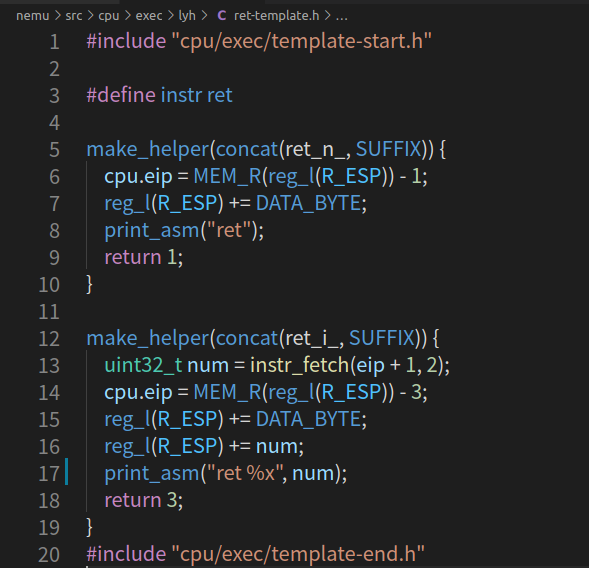 nemu > src > cpu > exec > lyh > C ret-template.h > ...
1 #include "cpu/exec/template-start.h"
2
3 #define instr ret
4
5 make_helper(concat(ret_n_, SUFFIX)) {
6 cpu.eip = MEM_R(reg_l(R_ESP)) - 1;
7 reg_l(R_ESP) += DATA_BYTE;
8 print_asm("ret");
9 return 1;
10 }
11
12 make_helper(concat(ret_i_, SUFFIX)) {
13 uint32_t num = instr_fetch(eip + 1, 2);
14 cpu.eip = MEM_R(reg_l(R_ESP)) - 3;
15 reg_l(R_ESP) += DATA_BYTE;
16 reg_l(R_ESP) += num;
17 print_asm("ret %x", num);
18 return 3;
19 }
20 #include "cpu/exec/template-end.h"